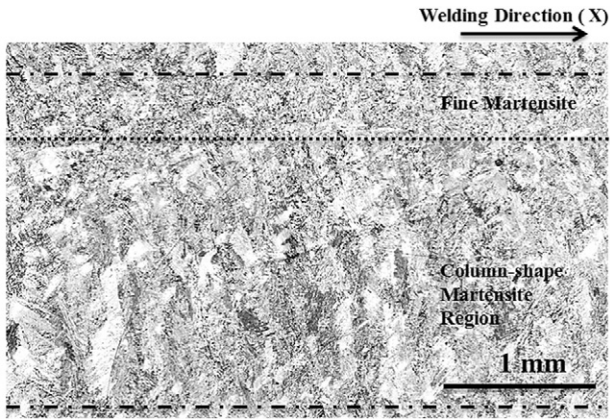 Welding Direction ( X)
Fine Martensite
Column-shape
Martensite
Region
1 mm